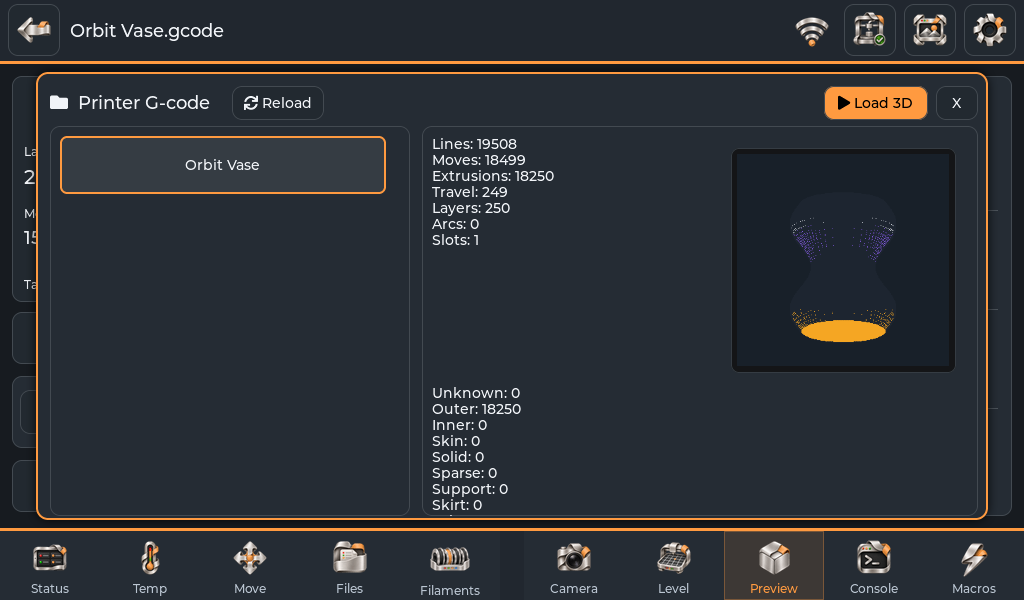 Orbit Vase.gcode
Printer G-code
Reload
Load 3D
X
Orbit Vase
Lines: 19508
Moves: 18499
Extrusions: 18250
Travel: 249
Layers: 250
Arcs: 0
Slots: 1
Unknown: 0
Outer: 18250
Inner: 0
Skin: 0
Solid: 0
Sparse: 0
Support: 0
Skirt: 0
Status
Temp
Move
Files
Filaments
Camera
Level
Preview
Console
Macros